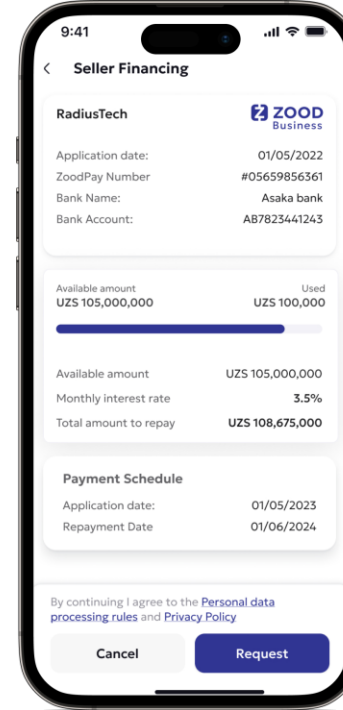 9:41
Seller Financing
RadiusTech
ZOOD
Business
Application date: 01/05/2022
ZoodPay Number #05659856361
Bank Name: Asaka bank
Bank Account: AB7823441243
Available amount Used
UZS 105,000,000 UZS 100,000
Available amount UZS 105,000,000
Monthly interest rate 3.5%
Total amount to repay UZS 108,675,000
Payment Schedule
Application date: 01/05/2023
Repayment Date 01/06/2024
By continuing I agree to the Personal data
processing rules and Privacy Policy
Cancel Request